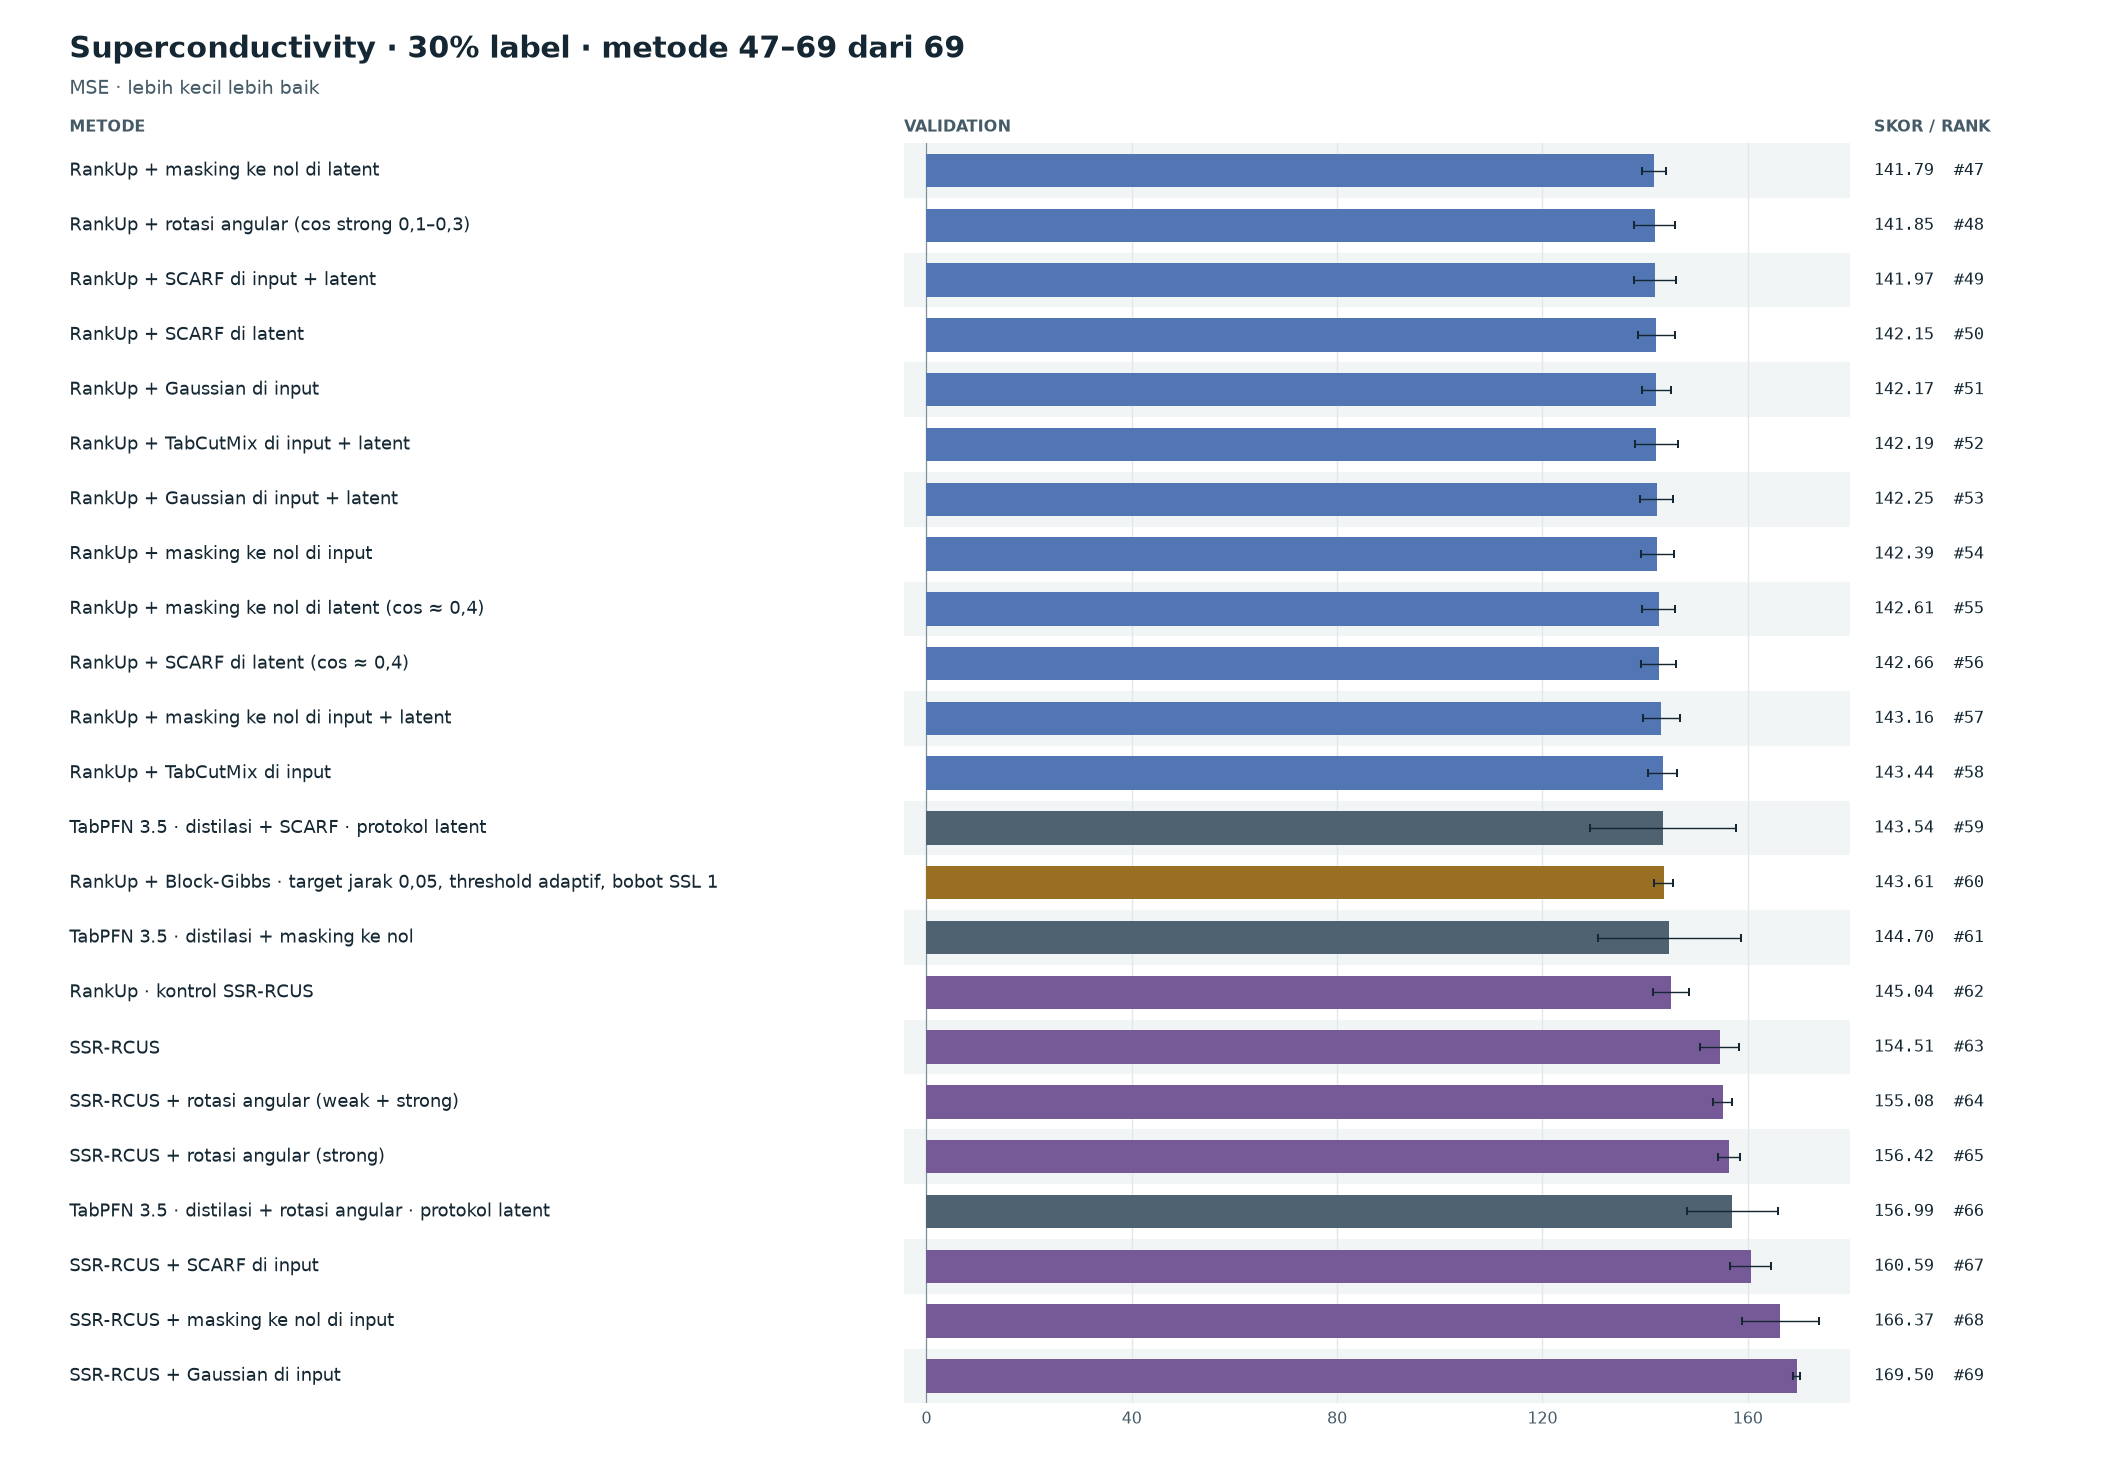 Superconductivity · 30% label · metode 47–69 dari 69
MSE · lebih kecil lebih baik
METODE VALIDATION SKOR / RANK
RankUp + masking ke nol di latent 141.79 #47
RankUp + rotasi angular (cos strong 0,1–0,3) 141.85 #48
RankUp + SCARF di input + latent 141.97 #49
RankUp + SCARF di latent 142.15 #50
RankUp + Gaussian di input 142.17 #51
RankUp + TabCutMix di input + latent 142.19 #52
RankUp + Gaussian di input + latent 142.25 #53
RankUp + masking ke nol di input 142.39 #54
RankUp + masking ke nol di latent (cos ≈ 0,4) 142.61 #55
RankUp + SCARF di latent (cos ≈ 0,4) 142.66 #56
RankUp + masking ke nol di input + latent 143.16 #57
RankUp + TabCutMix di input 143.44 #58
TabPFN 3.5 · distilasi + SCARF · protokol latent 143.54 #59
RankUp + Block-Gibbs · target jarak 0,05, threshold adaptif, bobot SSL 1 143.61 #60
TabPFN 3.5 · distilasi + masking ke nol 144.70 #61
RankUp · kontrol SSR-RCUS 145.04 #62
SSR-RCUS 154.51 #63
SSR-RCUS + rotasi angular (weak + strong) 155.08 #64
SSR-RCUS + rotasi angular (strong) 156.42 #65
TabPFN 3.5 · distilasi + rotasi angular · protokol latent 156.99 #66
SSR-RCUS + SCARF di input 160.59 #67
SSR-RCUS + masking ke nol di input 166.37 #68
SSR-RCUS + Gaussian di input 169.50 #69
0 40 80 120 160